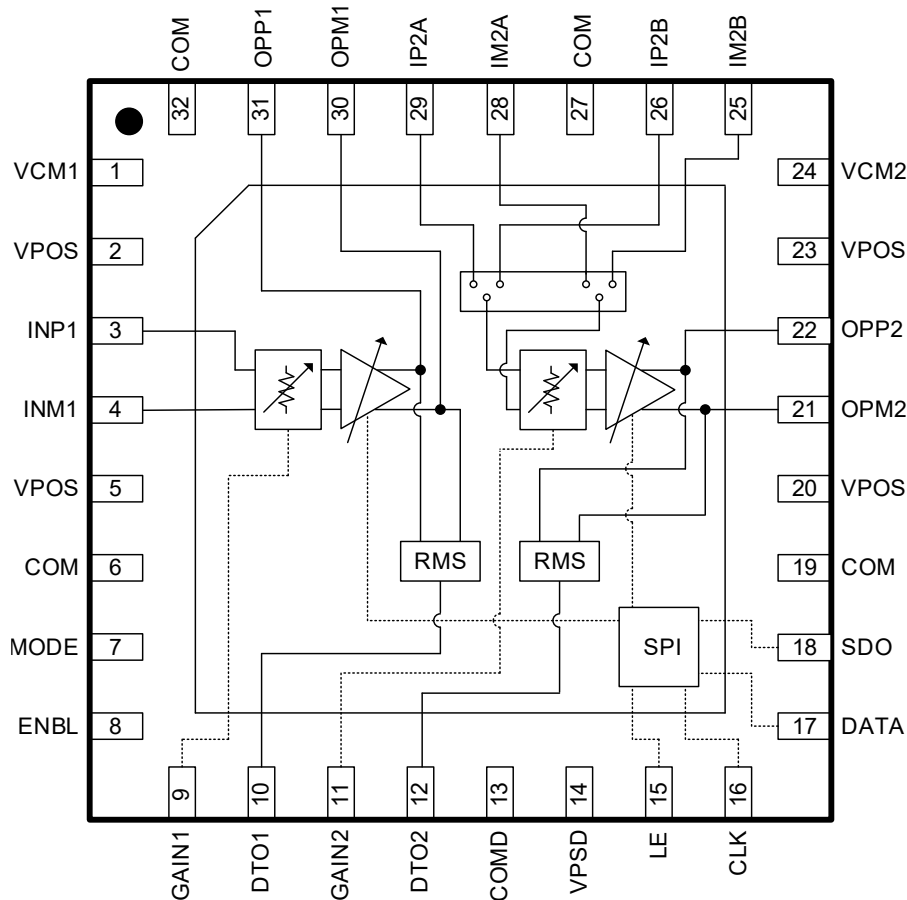 COM OPP1 OPM1 IP2A IM2A COM IP2B IM2B
32 31 30 29 28 27 26 25
VCM1 1 24 VCM2
VPOS 2 23 VPOS
INP1 3 22 OPP2
INM1 4 21 OPM2
VPOS 5 20 VPOS
RMS RMS
COM 6 19 COM
MODE 7 SPI 18 SDO
ENBL 8 17 DATA
9 10 11 12 13 14 15 16
GAIN1 DTO1 GAIN2 DTO2 COMD VPSD LE CLK